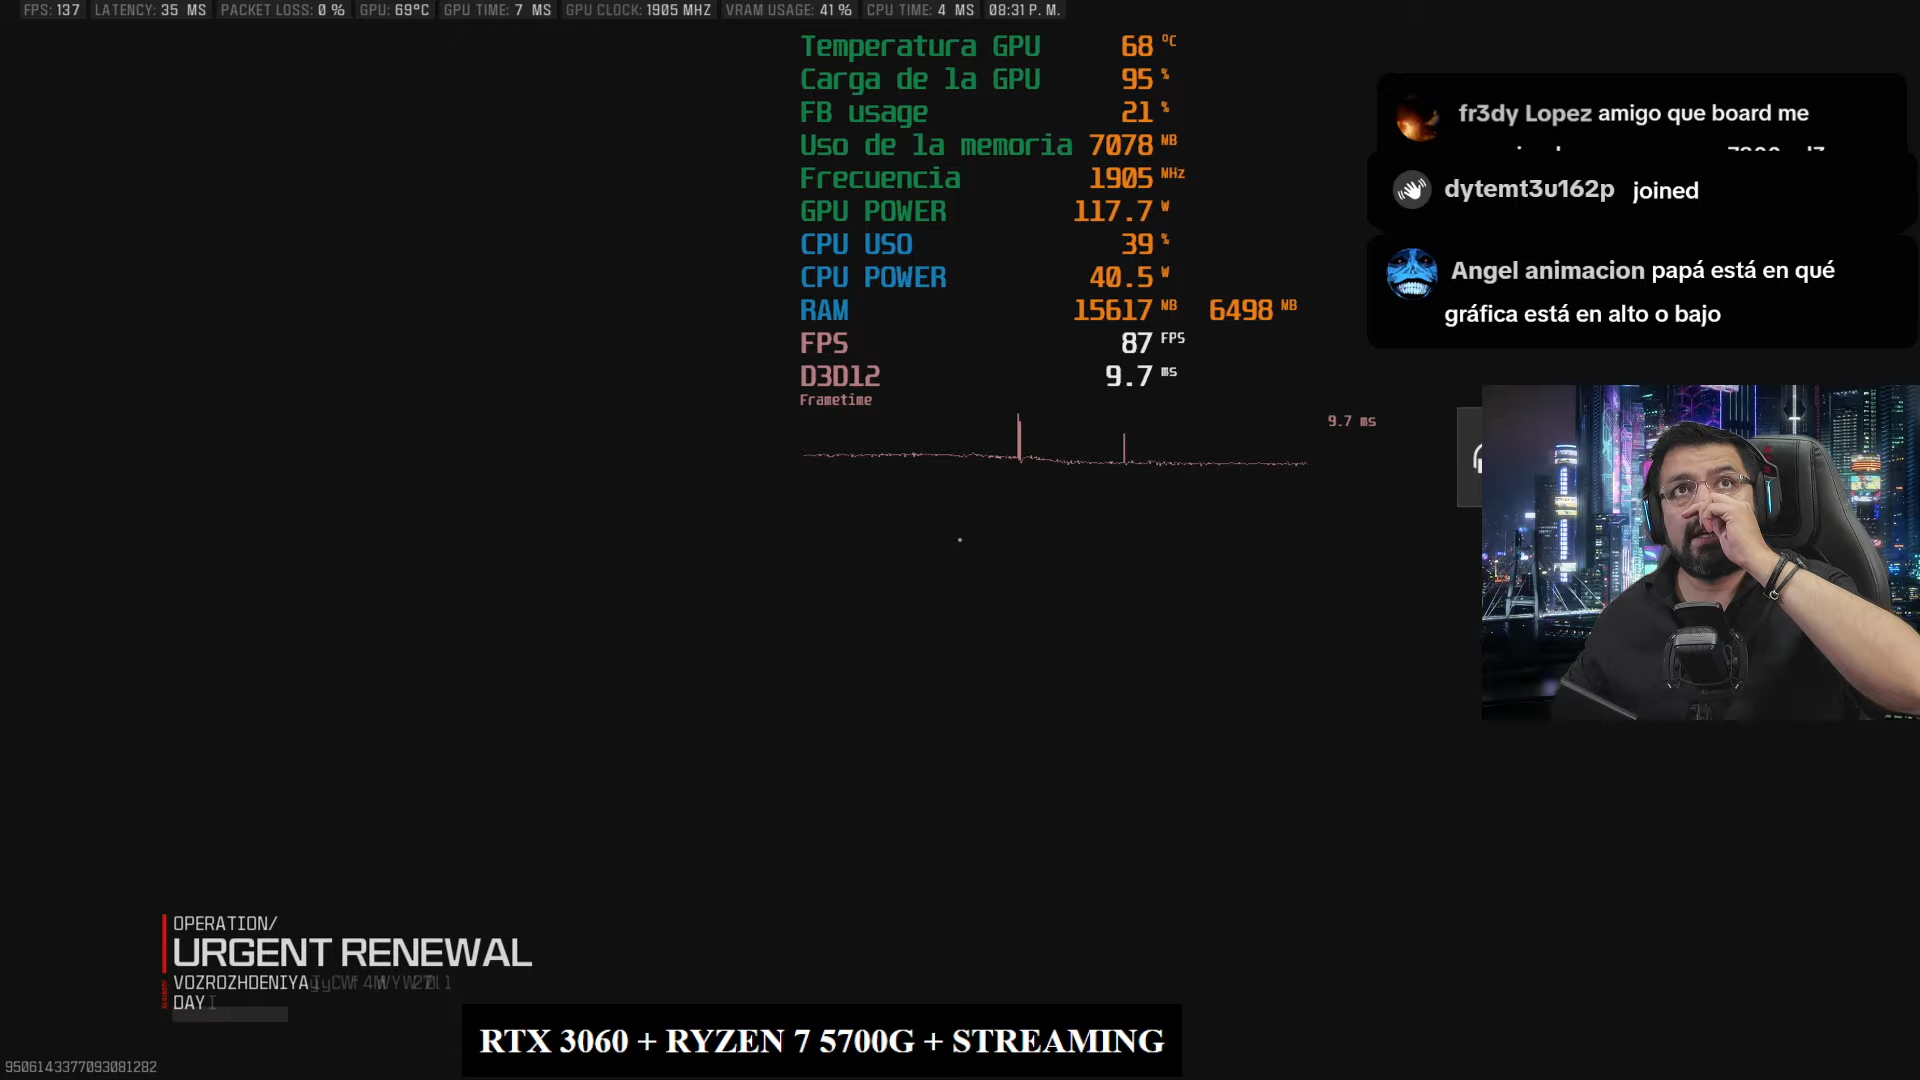 FPS: 137 LATENCY: 35 MS PACKET LOSS: 0 % GPU: 69°C GPU TIME: 7 MS GPU CLOCK: 1905 MHZ VRAM USAGE: 41 % CPU TIME: 4 MS 08:31 P. M.
Temperatura GPU 68 °C
Carga de la GPU 95 %
FB usage 21 %
Uso de la memoria 7078 MB
Frecuencia 1905 MHz
GPU POWER 117.7 W
CPU USO 39 %
CPU POWER 40.5 W
RAM 15617 MB 6498 MB
FPS 87 FPS
D3D12 9.7 ms
Frametime
9.7 ms
fr3dy Lopez amigo que board me
dytemt3u162p joined
Angel animacion papá está en qué
gráfica está en alto o bajo
OPERATION/
URGENT RENEWAL
VOZROZHDENIYA
DAY
RTX 3060 + RYZEN 7 5700G + STREAMING
9506143377093081282